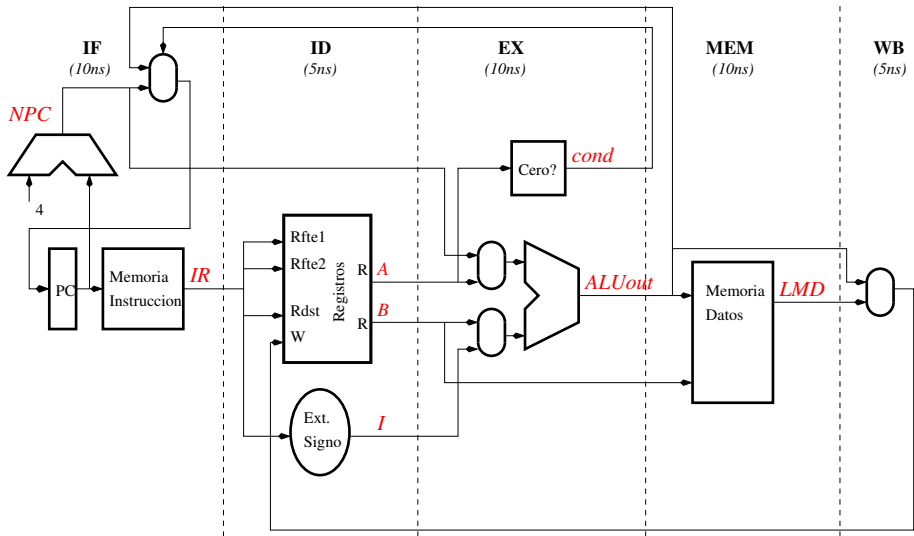 IF
(10ns)
ID
(5ns)
EX
(10ns)
MEM
(10ns)
WB
(5ns)
NPC
4
PC
Memoria
Instruccion
IR
Rfte1
Rfte2
Rdst
W
Registros
R
R
A
B
Ext.
Signo
I
Cero?
cond
ALUout
Memoria
Datos
LMD